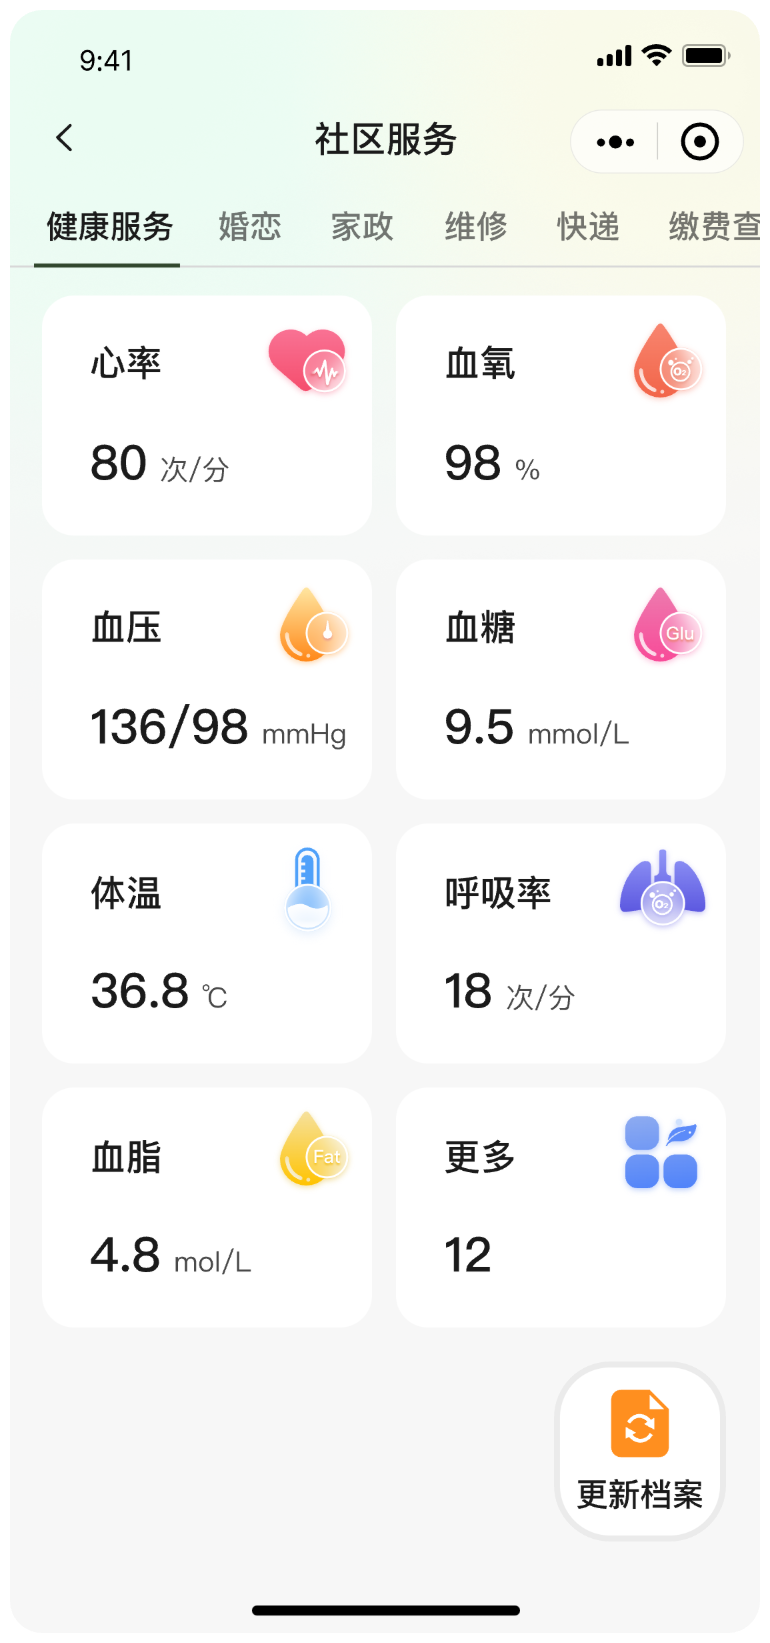 9:41
社区服务
健康服务 婚恋 家政 维修 快递 缴费查
心率
80 次/分
血氧
O₂
98 %
血压
136/98 mmHg
血糖
Glu
9.5 mmol/L
体温
36.8 ℃
呼吸率
O₂
18 次/分
血脂
Fat
4.8 mol/L
更多
12
更新档案